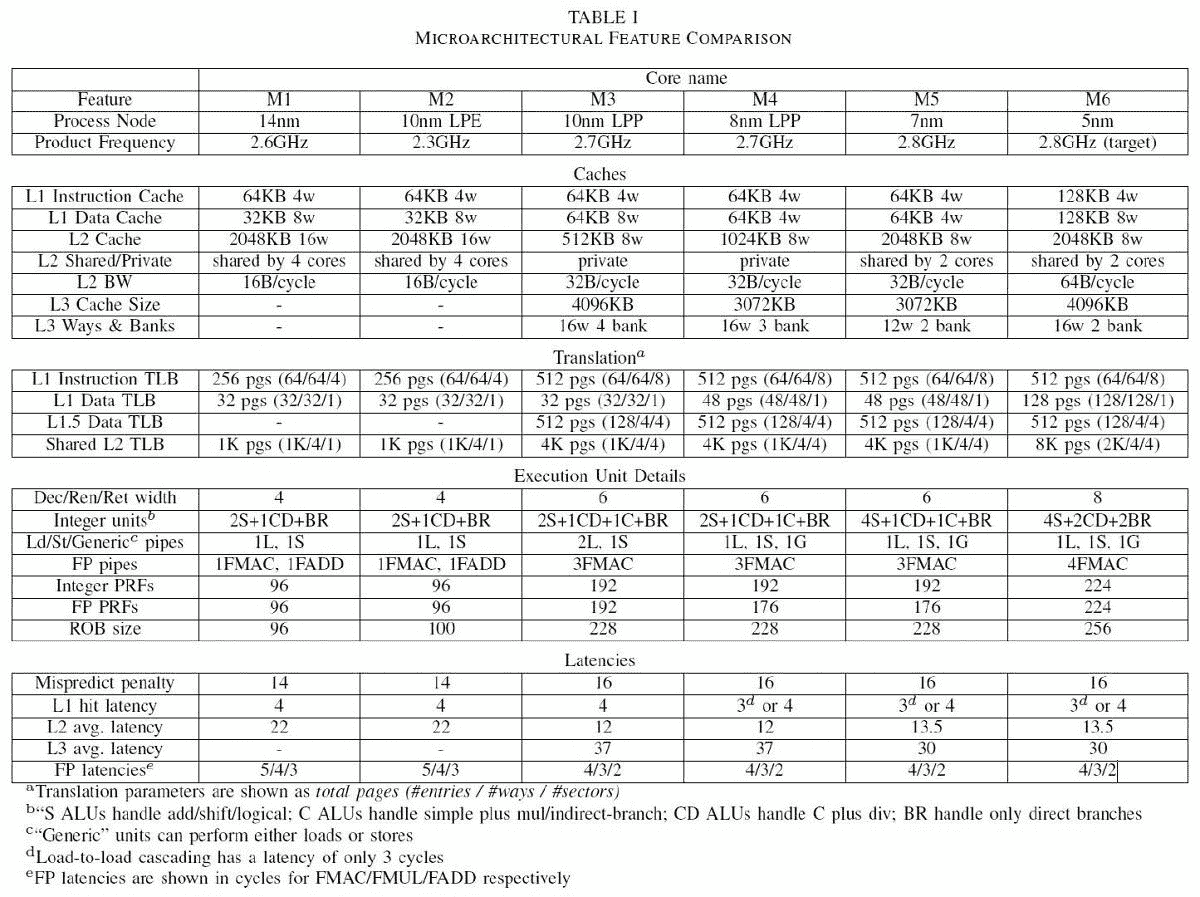 TABLE I
MICROARCHITECTURAL FEATURE COMPARISON
Core name
Feature M1 M2 M3 M4 M5 M6
Process Node 14nm 10nm LPE 10nm LPP 8nm LPP 7nm 5nm
Product Frequency 2.6GHz 2.3GHz 2.7GHz 2.7GHz 2.8GHz 2.8GHz (target)
Caches
L1 Instruction Cache 64KB 4w 64KB 4w 64KB 4w 64KB 4w 64KB 4w 128KB 4w
L1 Data Cache 32KB 8w 32KB 8w 64KB 8w 64KB 4w 64KB 4w 128KB 8w
L2 Cache 2048KB 16w 2048KB 16w 512KB 8w 1024KB 8w 2048KB 8w 2048KB 8w
L2 Shared/Private shared by 4 cores shared by 4 cores private private shared by 2 cores shared by 2 cores
L2 BW 16B/cycle 16B/cycle 32B/cycle 32B/cycle 32B/cycle 64B/cycle
L3 Cache Size - - 4096KB 3072KB 3072KB 4096KB
L3 Ways & Banks - - 16w 4 bank 16w 3 bank 12w 2 bank 16w 2 bank
Translation^a
L1 Instruction TLB 256 pgs (64/64/4) 256 pgs (64/64/4) 512 pgs (64/64/8) 512 pgs (64/64/8) 512 pgs (64/64/8) 512 pgs (64/64/8)
L1 Data TLB 32 pgs (32/32/1) 32 pgs (32/32/1) 32 pgs (32/32/1) 48 pgs (48/48/1) 48 pgs (48/48/1) 128 pgs (128/128/1)
L1.5 Data TLB - - 512 pgs (128/4/4) 512 pgs (128/4/4) 512 pgs (128/4/4) 512 pgs (128/4/4)
Shared L2 TLB 1K pgs (1K/4/1) 1K pgs (1K/4/1) 4K pgs (1K/4/4) 4K pgs (1K/4/4) 4K pgs (1K/4/4) 8K pgs (2K/4/4)
Execution Unit Details
Dec/Ren/Ret width 4 4 6 6 6 8
Integer units^b 2S+1CD+BR 2S+1CD+BR 2S+1CD+1C+BR 2S+1CD+1C+BR 4S+1CD+1C+BR 4S+2CD+2BR
Ld/St/Generic^c pipes 1L, 1S 1L, 1S 2L, 1S 1L, 1S, 1G 1L, 1S, 1G 1L, 1S, 1G
FP pipes 1FMAC, 1FADD 1FMAC, 1FADD 3FMAC 3FMAC 3FMAC 4FMAC
Integer PRFs 96 96 192 192 192 224
FP PRFs 96 96 192 176 176 224
ROB size 96 100 228 228 228 256
Latencies
Mispredict penalty 14 14 16 16 16 16
L1 hit latency 4 4 4 3^d or 4 3^d or 4 3^d or 4
L2 avg. latency 22 22 12 12 13.5 13.5
L3 avg. latency - - 37 37 30 30
FP latencies^e 5/4/3 5/4/3 4/3/2 4/3/2 4/3/2 4/3/2
^aTranslation parameters are shown as total pages (#entries / #ways / #sectors)
^b“S ALUs handle add/shift/logical; C ALUs handle simple plus mul/indirect-branch; CD ALUs handle C plus div; BR handle only direct branches
^c“Generic” units can perform either loads or stores
^dLoad-to-load cascading has a latency of only 3 cycles
^eFP latencies are shown in cycles for FMAC/FMUL/FADD respectively